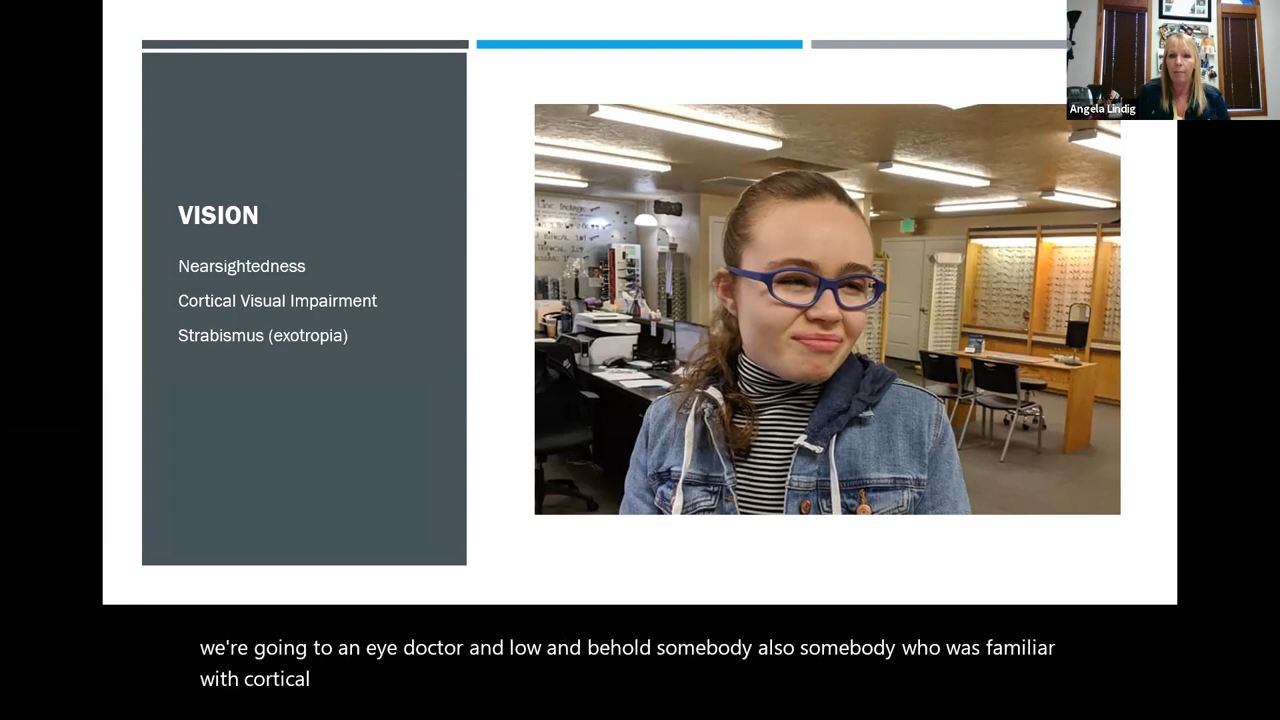 Angela Lindig
VISION
Nearsightedness
Cortical Visual Impairment
Strabismus (exotropia)
we're going to an eye doctor and low and behold somebody also somebody who was familiar
with cortical